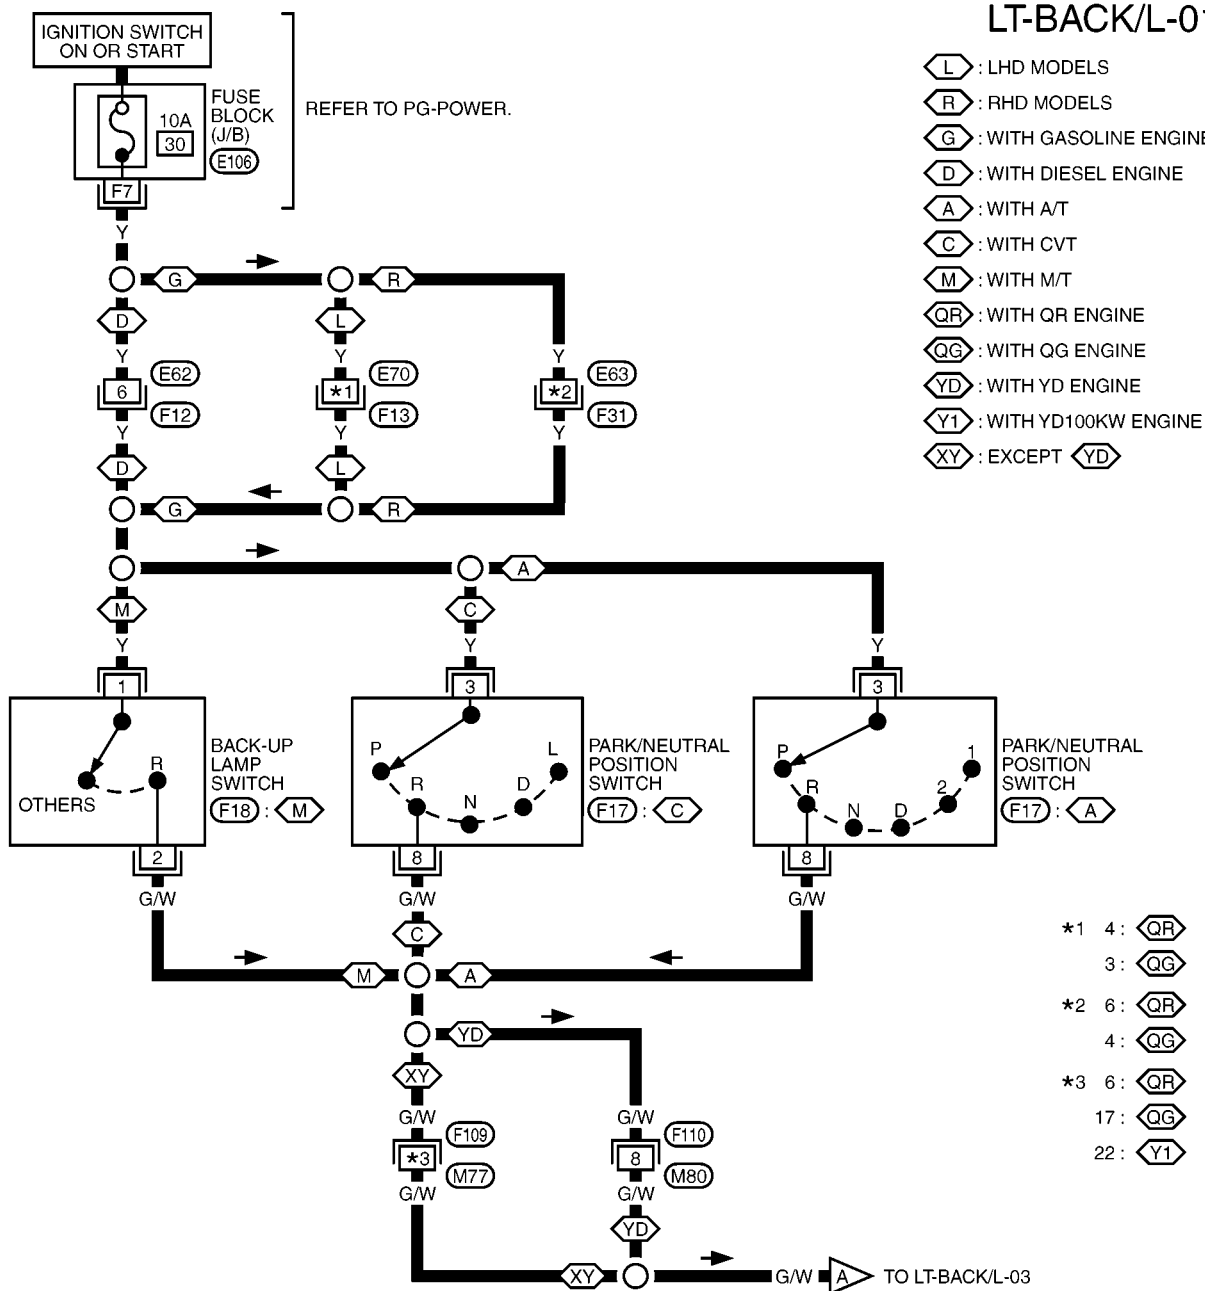 LT-BACK/L-01
IGNITION SWITCH
ON OR START
FUSE
BLOCK
(J/B)
E106
10A
30
F7
REFER TO PG-POWER.
L : LHD MODELS
R : RHD MODELS
G : WITH GASOLINE ENGINE
D : WITH DIESEL ENGINE
A : WITH A/T
C : WITH CVT
M : WITH M/T
QR : WITH QR ENGINE
QG : WITH QG ENGINE
YD : WITH YD ENGINE
Y1 : WITH YD100KW ENGINE
XY : EXCEPT YD
Y
G R
D L
Y Y Y
6 E62 *1 E70 *2 E63
F12 F13 F31
Y Y Y
D L
G R
A
M C
Y Y Y
1 3 3
OTHERS R
BACK-UP
LAMP
SWITCH
F18 : M
P R N D L
PARK/NEUTRAL
POSITION
SWITCH
F17 : C
P R N D 2 1
PARK/NEUTRAL
POSITION
SWITCH
F17 : A
2 8 8
G/W G/W G/W
C
M A
YD
XY
G/W G/W
*3 F109 8 F110
M77 M80
G/W G/W
YD
XY G/W A TO LT-BACK/L-03
*1 4 : QR
3 : QG
*2 6 : QR
4 : QG
*3 6 : QR
17 : QG
22 : Y1